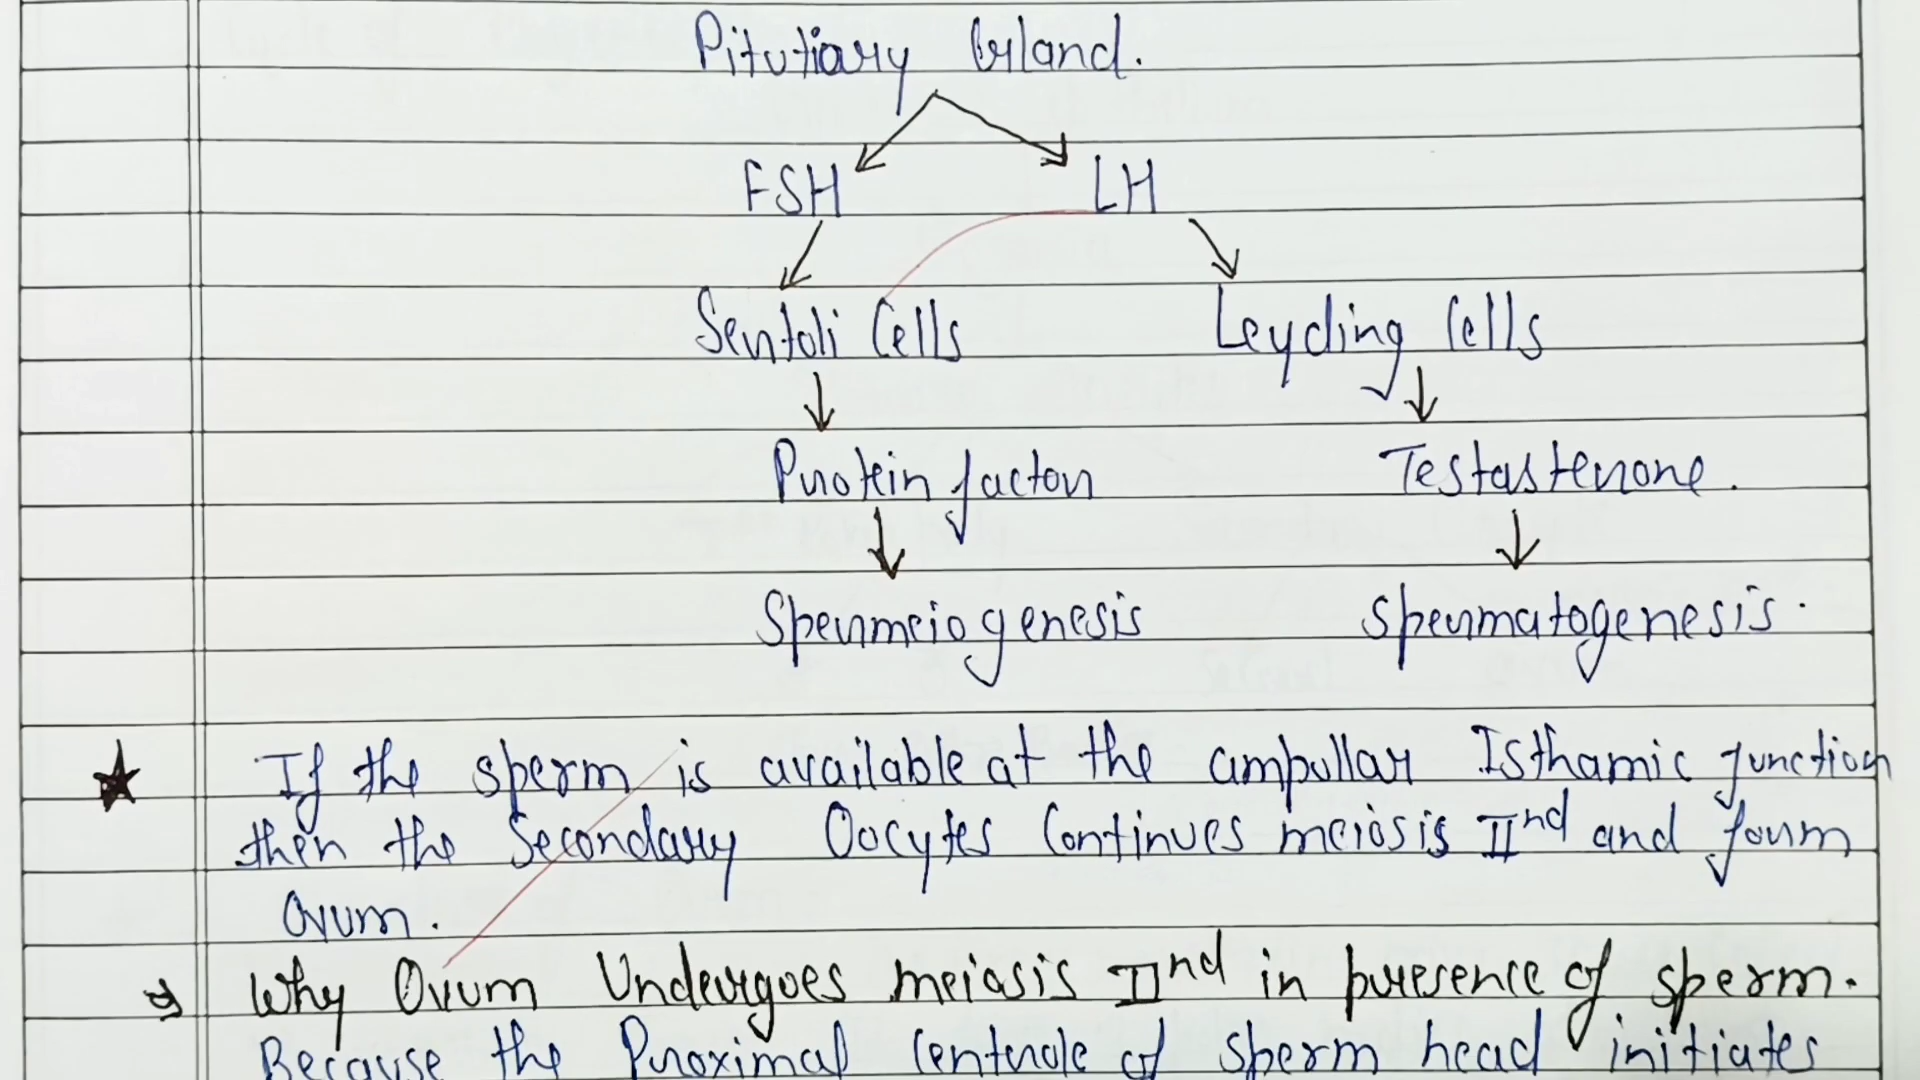 Pitutiary Gland.
FSH LH
Sertoli Cells Leyding Cells
Protein factor Testasterone.
Spermeiogenesis Spermatogenesis.
If the sperm is available at the ampullar Isthamic junction
then the Secondary Oocytes Continues meiosis IInd and form
Ovum.
Why Ovum Undergoes meiosis IInd in presence of sperm.
Because the Proximal Centriole of sperm head initiates